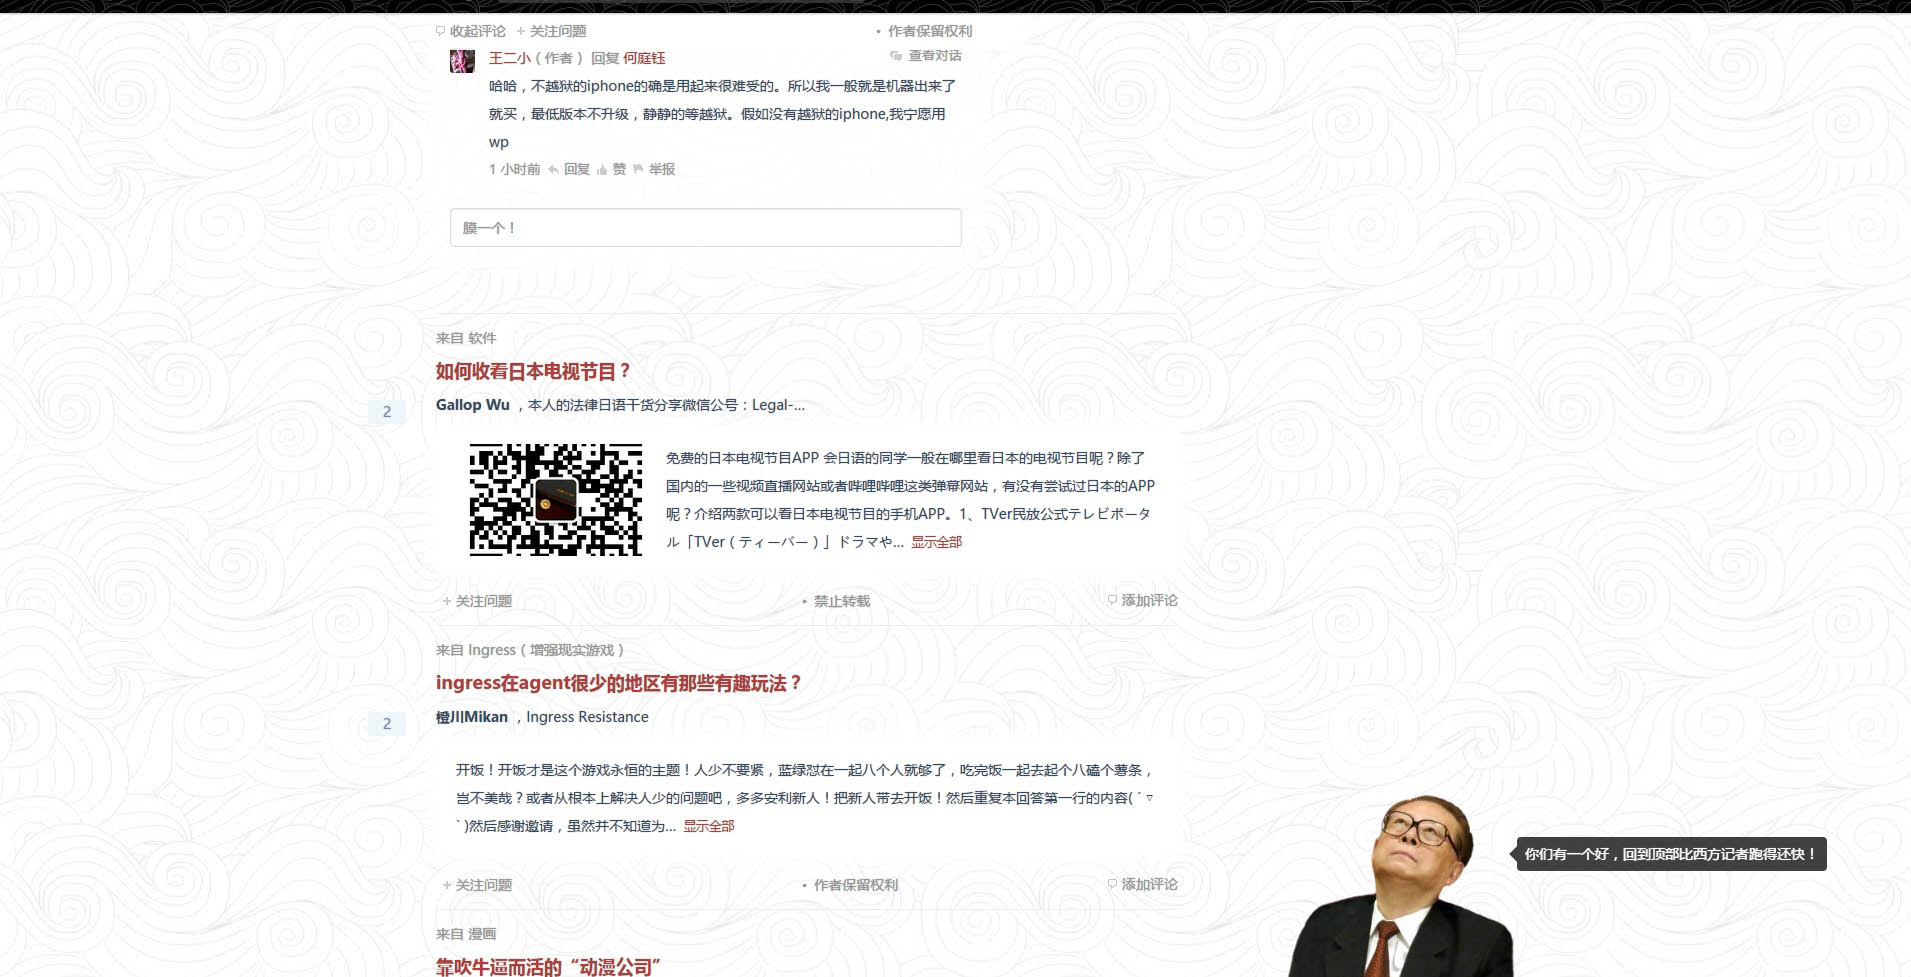 收起评论 + 关注问题 • 作者保留权利
王二小（作者） 回复 何庭钰 查看对话
哈哈，不越狱的iphone的确是用起来很难受的。所以我一般就是机器出来了
就买，最低版本不升级，静静的等越狱。假如没有越狱的iphone,我宁愿用
wp
1 小时前 回复 赞 举报
膜一个！
来自 软件
如何收看日本电视节目？
2
Gallop Wu ，本人的法律日语干货分享微信公号：Legal-...
免费的日本电视节目APP 会日语的同学一般在哪里看日本的电视节目呢？除了
国内的一些视频直播网站或者哔哩哔哩这类弹幕网站，有没有尝试过日本的APP
呢？介绍两款可以看日本电视节目的手机APP。1、TVer民放公式テレビポータ
ル「TVer（ティーバー）」ドラマや... 显示全部
+ 关注问题 • 禁止转载 添加评论
来自 Ingress（增强现实游戏）
ingress在agent很少的地区有那些有趣玩法？
2
橙川Mikan ，Ingress Resistance
开饭！开饭才是这个游戏永恒的主题！人少不要紧，蓝绿怼在一起八个人就够了，吃完饭一起去起个八磕个萝条，
岂不美哉？或者从根本上解决人少的问题吧，多多安利新人！把新人带去开饭！然后重复本回答第一行的内容( ´ ▿
` )然后感谢邀请，虽然并不知道为... 显示全部
你们有一个好，回到顶部比西方记者跑得还快！
+ 关注问题 • 作者保留权利 添加评论
来自 漫画
靠吹牛逼而活的“动漫公司”